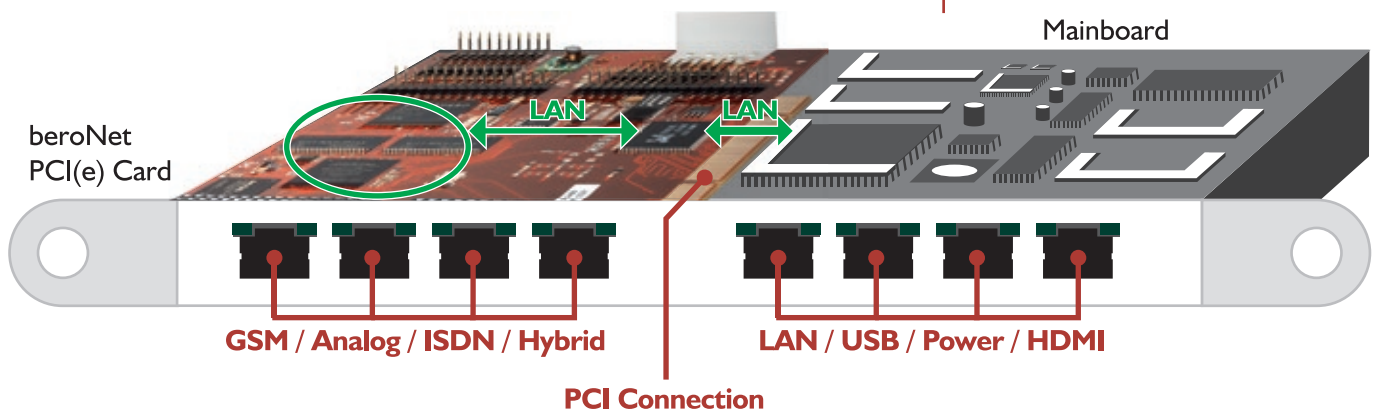 Mainboard
beroNet
PCI(e) Card
LAN
LAN
GSM / Analog / ISDN / Hybrid
LAN / USB / Power / HDMI
PCI Connection